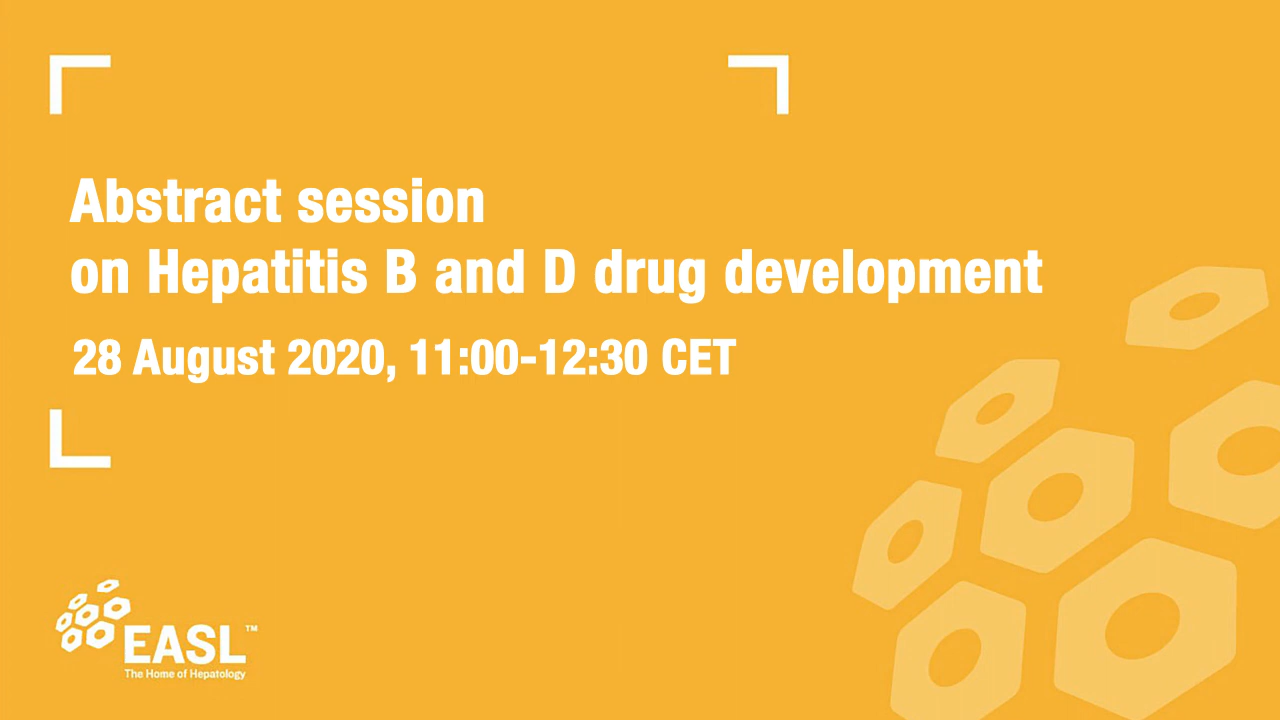 Abstract session
on Hepatitis B and D drug development
28 August 2020, 11:00-12:30 CET
EASL™
The Home of Hepatology